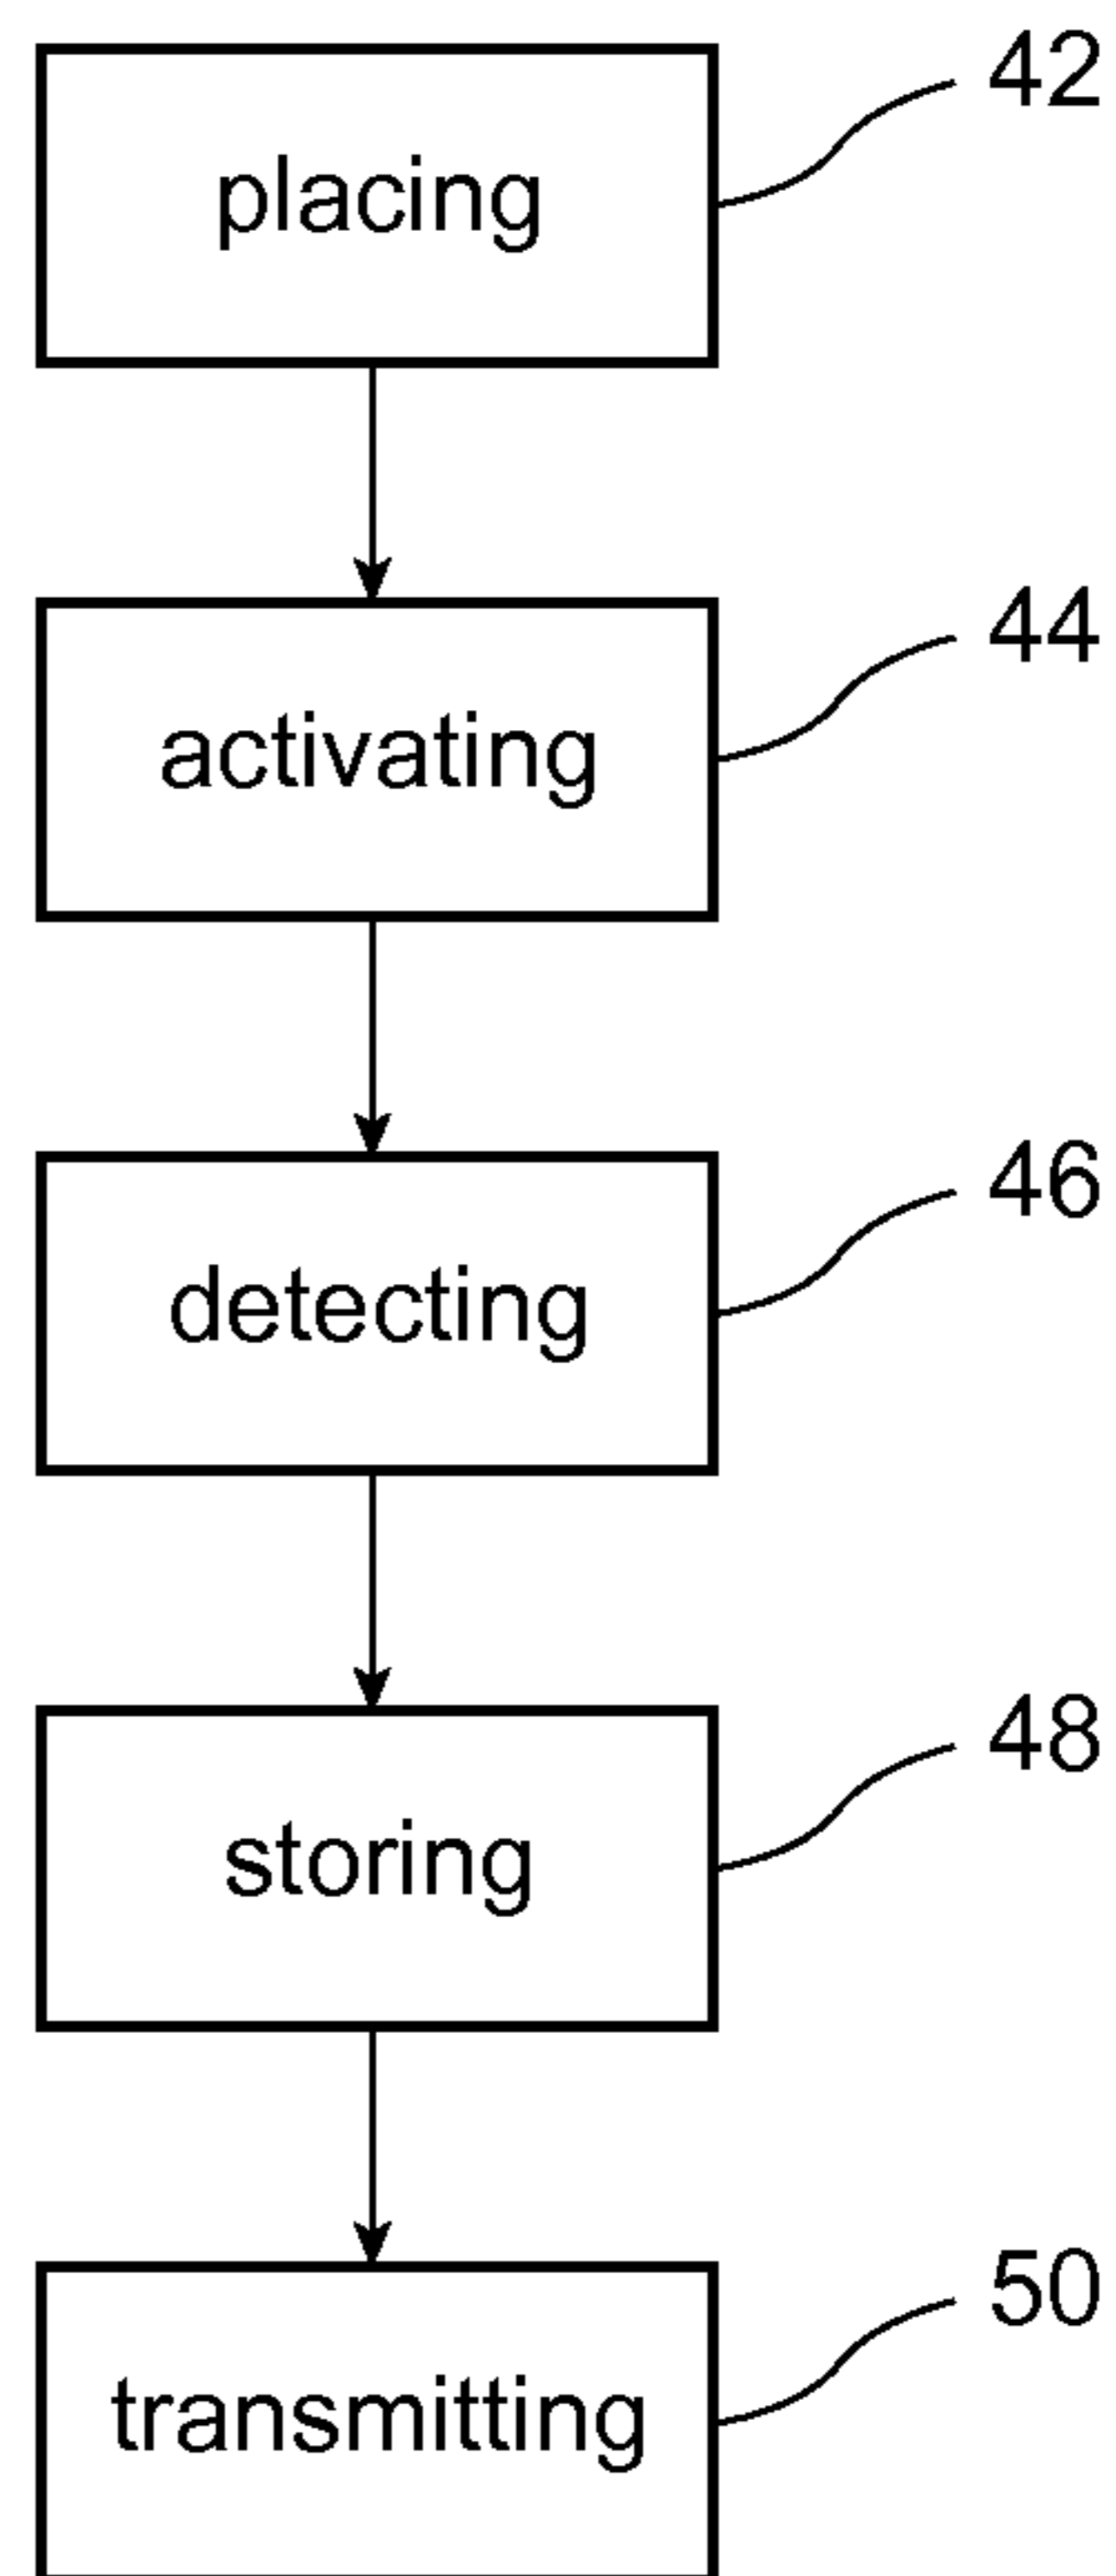 42
placing
44
activating
46
detecting
48
storing
50
transmitting